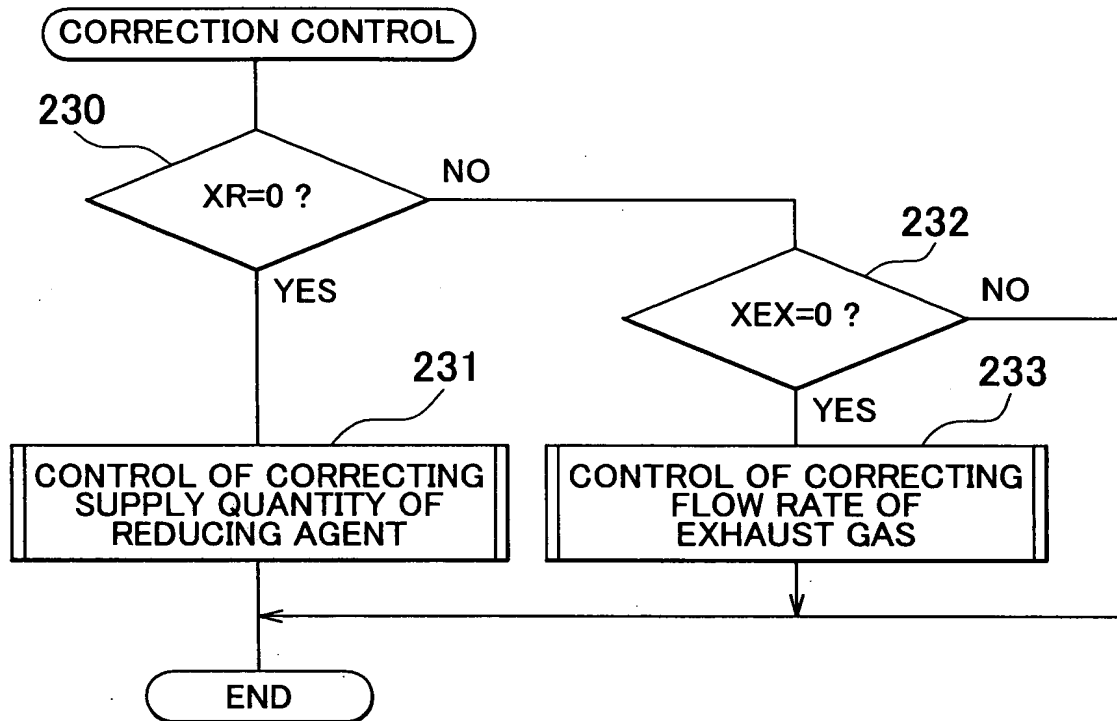 CORRECTION CONTROL
230
XR=0 ?
NO
YES
232
XEX=0 ?
NO
YES
231
CONTROL OF CORRECTING
SUPPLY QUANTITY OF
REDUCING AGENT
233
CONTROL OF CORRECTING
FLOW RATE OF
EXHAUST GAS
END